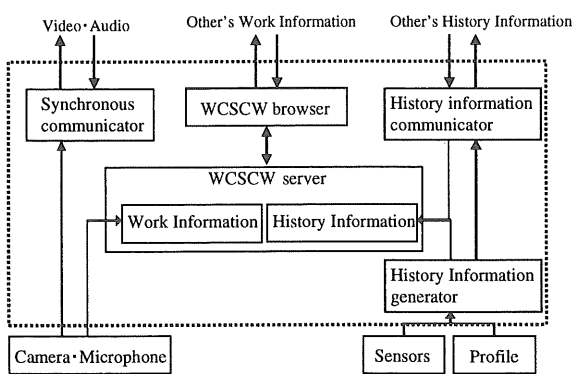 Video・Audio
Other's Work Information
Other's History Information
Synchronous
communicator
WCSCW browser
History information
communicator
WCSCW server
Work Information
History Information
History Information
generator
Camera・Microphone
Sensors
Profile